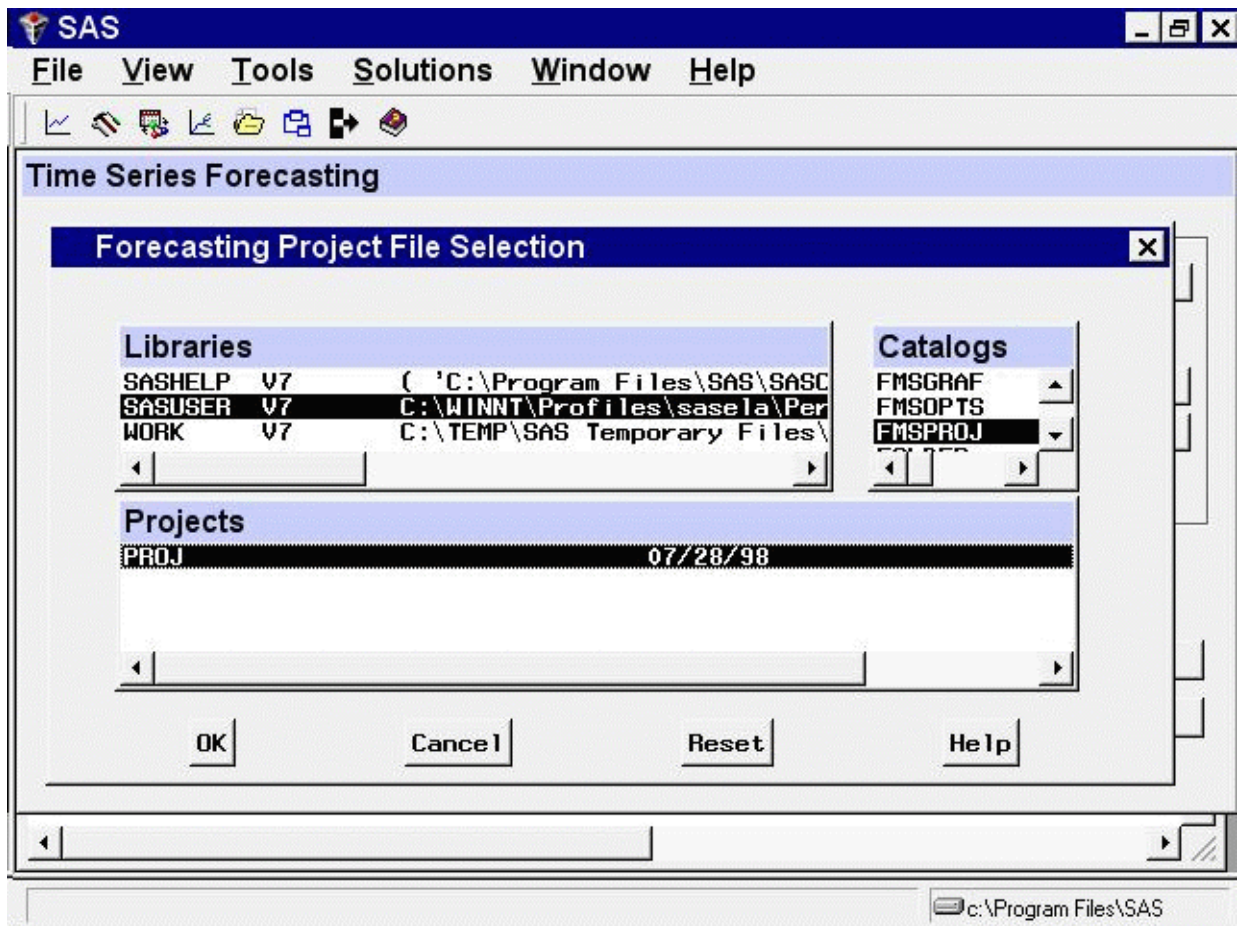 SAS
File View Tools Solutions Window Help
Time Series Forecasting
Forecasting Project File Selection
Libraries
SASHELP V7 ( 'C:\Program Files\SAS\SASC
SASUSER V7 C:\WINNT\Profiles\sasela\Per
WORK V7 C:\TEMP\SAS Temporary Files\
Catalogs
FMSGRAF
FMSOPTS
FMSPROJ
Projects
PROJ 07/28/98
OK Cancel Reset Help
c:\Program Files\SAS